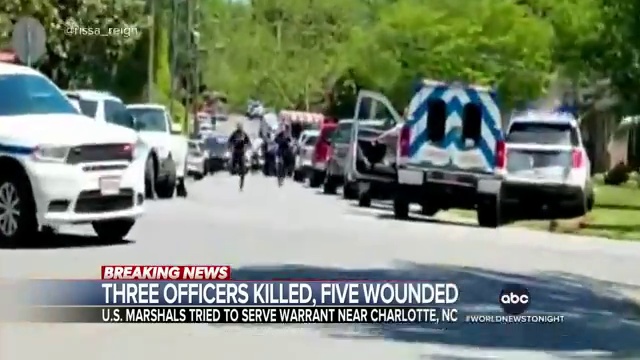 @rissa_reigh
BREAKING NEWS
THREE OFFICERS KILLED, FIVE WOUNDED
abc
U.S. MARSHALS TRIED TO SERVE WARRANT NEAR CHARLOTTE, NC
#WORLDNEWSTONIGHT